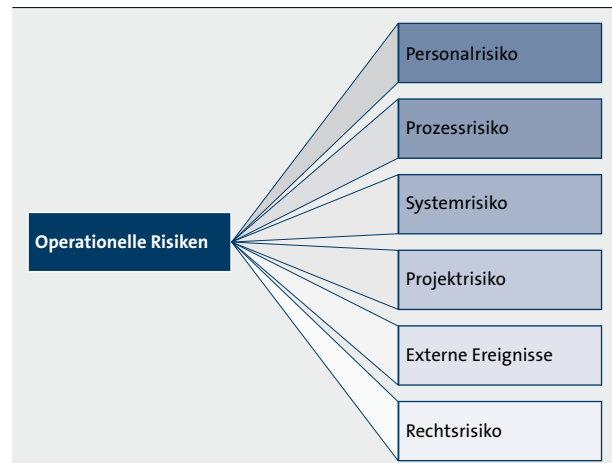 Operationelle Risiken
Personalrisiko
Prozessrisiko
Systemrisiko
Projektrisiko
Externe Ereignisse
Rechtsrisiko